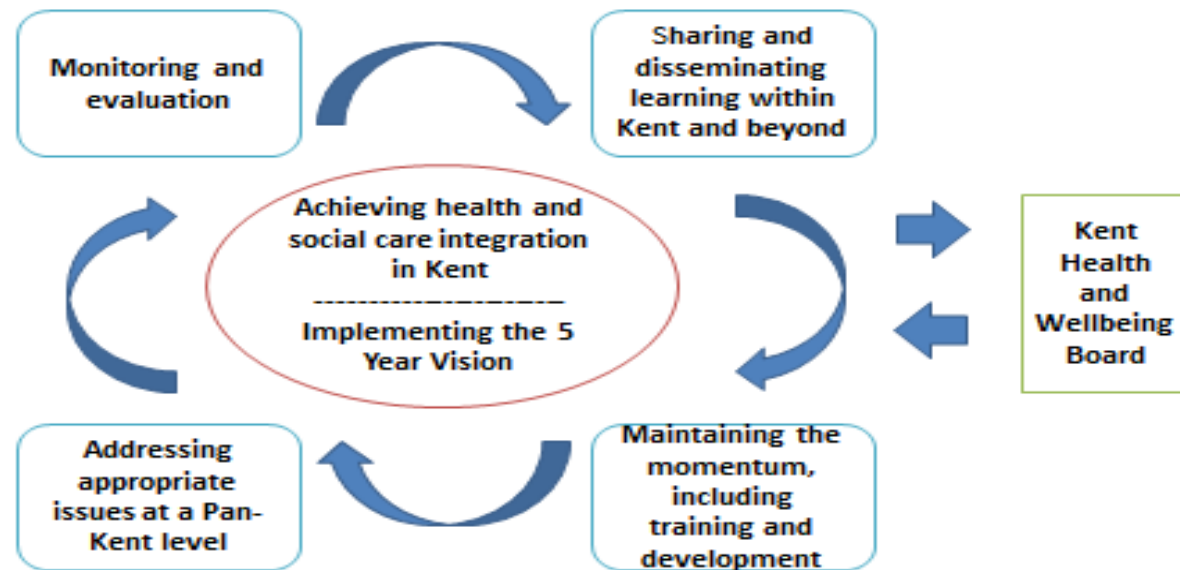 Monitoring and
evaluation
Sharing and
disseminating
learning within
Kent and beyond
Achieving health and
social care integration
in Kent
----------------------
Implementing the 5
Year Vision
Kent
Health
and
Wellbeing
Board
Addressing
appropriate
issues at a Pan-
Kent level
Maintaining the
momentum,
including
training and
development